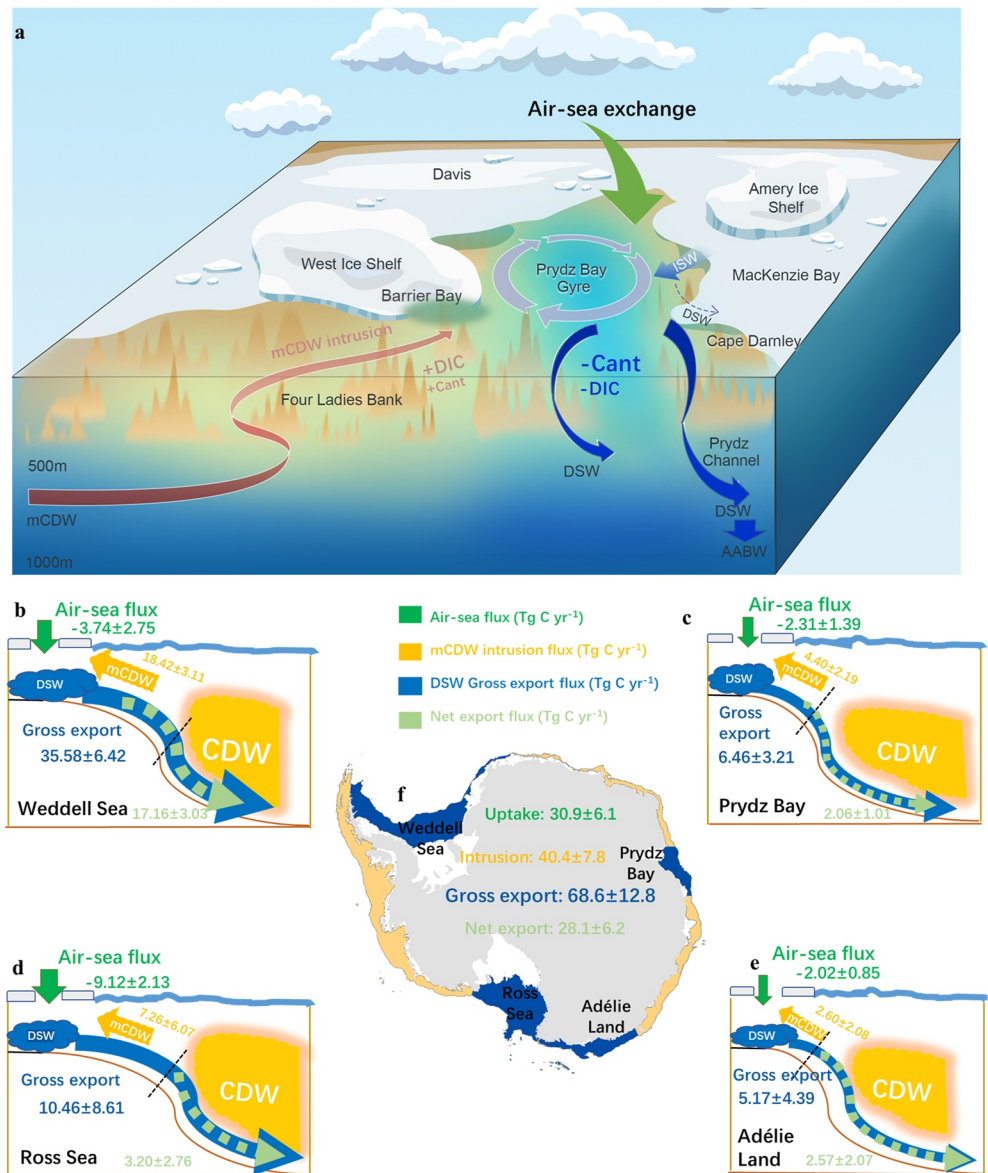 a
Air-sea exchange
Davis
Amery Ice
Shelf
West Ice Shelf
Prydz Bay
Gyre
ISW
MacKenzie Bay
Barrier Bay
DSW
Cape Darnley
mCDW intrusion
+DIC
+Cant
-Cant
-DIC
Four Ladies Bank
Prydz
Channel
500m
DSW
mCDW
DSW
AABW
1000m
b
Air-sea flux
-3.74±2.75
18.42±3.11
mCDW
DSW
CDW
Gross export
35.58±6.42
Weddell Sea
17.16±3.03
Air-sea flux (Tg C yr⁻¹)
mCDW intrusion flux (Tg C yr⁻¹)
DSW Gross export flux (Tg C yr⁻¹)
Net export flux (Tg C yr⁻¹)
c
Air-sea flux
-2.31±1.39
4.40±2.19
mCDW
DSW
CDW
Gross
export
6.46±3.21
Prydz Bay
2.06±1.01
f
Weddell
Sea
Uptake: 30.9±6.1
Intrusion: 40.4±7.8
Prydz
Bay
Gross export: 68.6±12.8
Net export: 28.1±6.2
Ross
Sea
Adélie
Land
d
Air-sea flux
-9.12±2.13
7.26±6.07
mCDW
DSW
CDW
Gross export
10.46±8.61
Ross Sea
3.20±2.76
e
Air-sea flux
-2.02±0.85
2.60±2.08
mCDW
DSW
CDW
Gross export
5.17±4.39
Adélie
Land
2.57±2.07